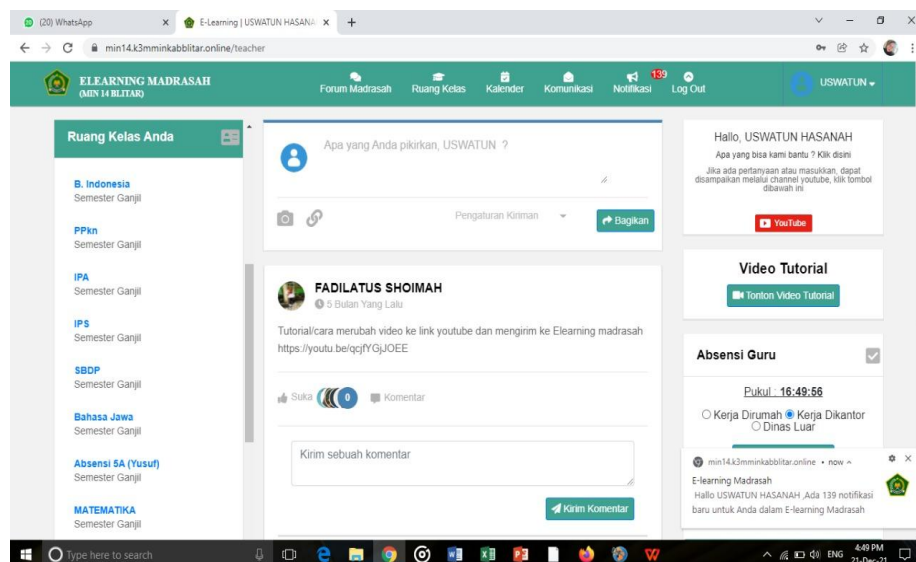 (20) WhatsApp
E-Learning | USWATUN HASANA
min14.k3mminkabblitar.online/teacher
ELEARNING MADRASAH
(MIN 14 BLITAR)
Forum Madrasah
Ruang Kelas
Kalender
Komunikasi
Notifikasi
139
Log Out
USWATUN
Ruang Kelas Anda
B. Indonesia
Semester Ganjil
PPkn
Semester Ganjil
IPA
Semester Ganjil
IPS
Semester Ganjil
SBDP
Semester Ganjil
Bahasa Jawa
Semester Ganjil
Absensi 5A (Yusuf)
Semester Ganjil
MATEMATIKA
Semester Ganjil
Apa yang Anda pikirkan, USWATUN ?
Pengaturan Kiriman
Bagikan
FADILATUS SHOIMAH
5 Bulan Yang Lalu
Tutorial/cara merubah video ke link youtube dan mengirim ke Elearning madrasah
https://youtu.be/qcjfYGjJOEE
Suka
0
Komentar
Kirim sebuah komentar
Kirim Komentar
Hallo, USWATUN HASANAH
Apa yang bisa kami bantu ? Klik disini
Jika ada pertanyaan atau masukkan, dapat
disampaikan melalui channel youtube, klik tombol
dibawah ini
YouTube
Video Tutorial
Tonton Video Tutorial
Absensi Guru
Pukul : 16:49:56
Kerja Dirumah
Kerja Dikantor
Dinas Luar
min14.k3mminkabblitar.online • now
E-learning Madrasah
Hallo USWATUN HASANAH ,Ada 139 notifikasi
baru untuk Anda dalam E-learning Madrasah
Type here to search
ENG
4:49 PM
21-Dec-21